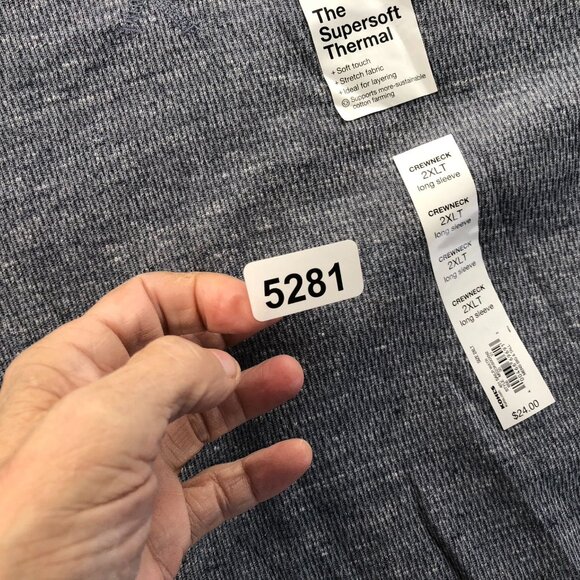 The
Supersoft
Thermal
+ Soft touch
+ Stretch fabric
+ Ideal for layering
Supports more-sustainable
cotton farming
CREWNECK
2XLT
long sleeve
CREWNECK
2XLT
long sleeve
CREWNECK
2XLT
long sleeve
CREWNECK
2XLT
long sleeve
KOHL'S
$24.00
5281